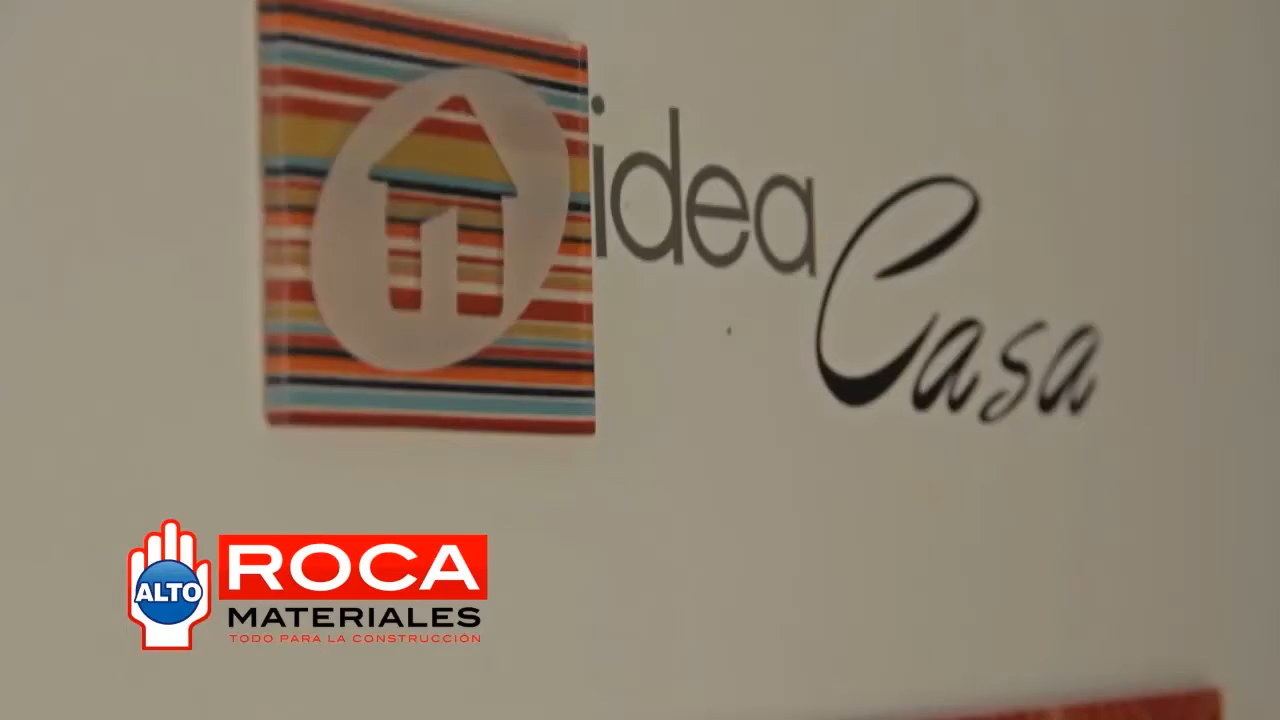 idea
Casa
ALTO
ROCA
MATERIALES
TODO PARA LA CONSTRUCCIÓN